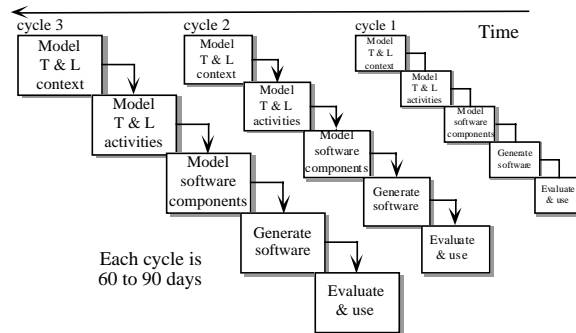 cycle 3
cycle 2
cycle 1
Time
Model
T & L
context
Model
T & L
activities
Model
software
components
Generate
software
Evaluate
& use
Model
T & L
context
Model
T & L
activities
Model
software
components
Generate
software
Evaluate
& use
Model
T & L
context
Model
T & L
activities
Model
software
components
Generate
software
Evaluate
& use
Each cycle is
60 to 90 days